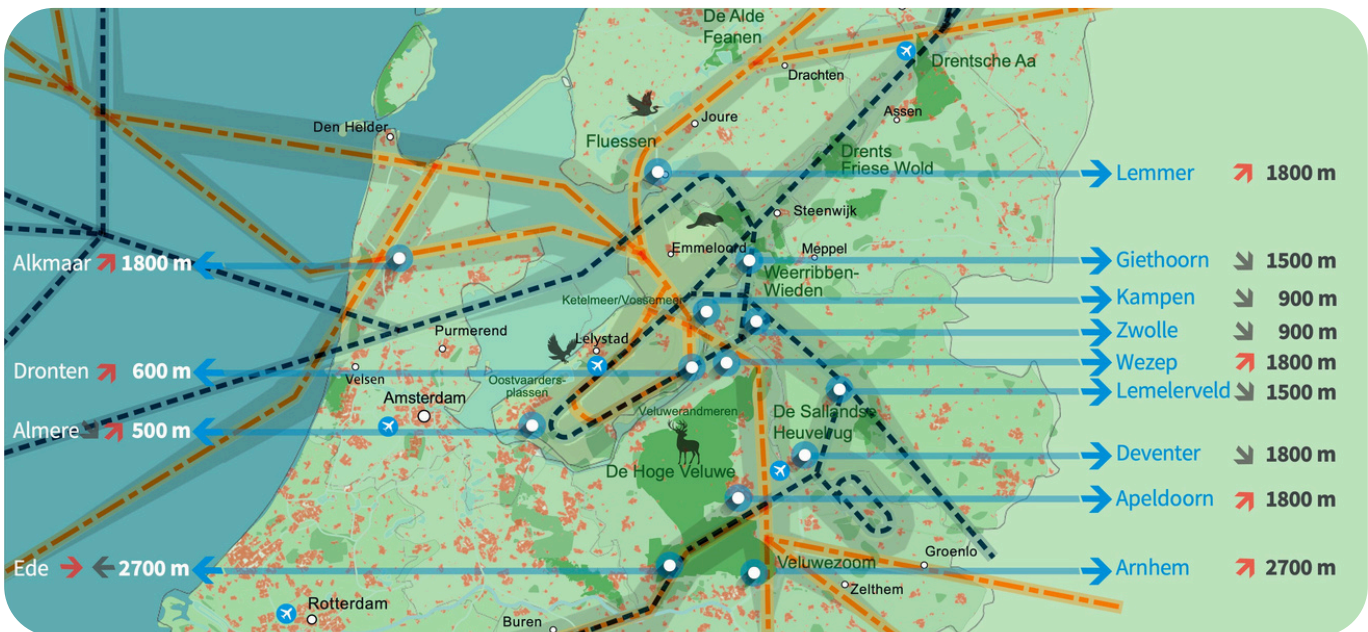 De Alde
Feanen
Drachten
Drentsche Aa
Assen
Joure
Den Helder
Fluessen
Drents
Friese Wold
Lemmer 1800 m
Steenwijk
Emmeloord
Meppel
Alkmaar 1800 m
Giethoorn 1500 m
Weerribben-
Wieden
Ketelmeer/Vossemeer
Kampen 900 m
Purmerend
Zwolle 900 m
Lelystad
Wezep 1800 m
Dronten 600 m
Velsen
Oostvaarders-
plassen
Lemelerveld 1500 m
Amsterdam
Veluwerandmeren
De Sallandse
Heuvelrug
Almere 500 m
Deventer 1800 m
De Hoge Veluwe
Apeldoorn 1800 m
Groenlo
Ede 2700 m
Veluwezoom
Arnhem 2700 m
Zelthem
Rotterdam
Buren